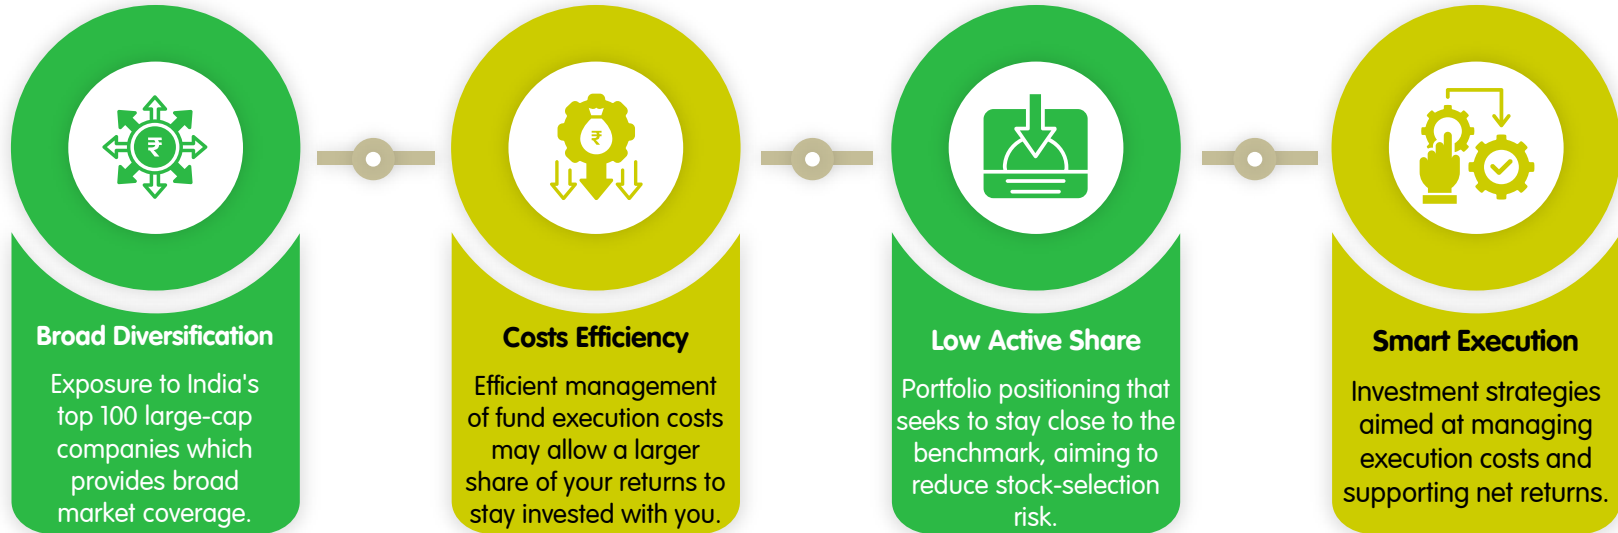 ₹
Broad Diversification
Exposure to India's
top 100 large-cap
companies which
provides broad
market coverage.
₹
Costs Efficiency
Efficient management
of fund execution costs
may allow a larger
share of your returns to
stay invested with you.
Low Active Share
Portfolio positioning that
seeks to stay close to the
benchmark, aiming to
reduce stock-selection
risk.
Smart Execution
Investment strategies
aimed at managing
execution costs and
supporting net returns.